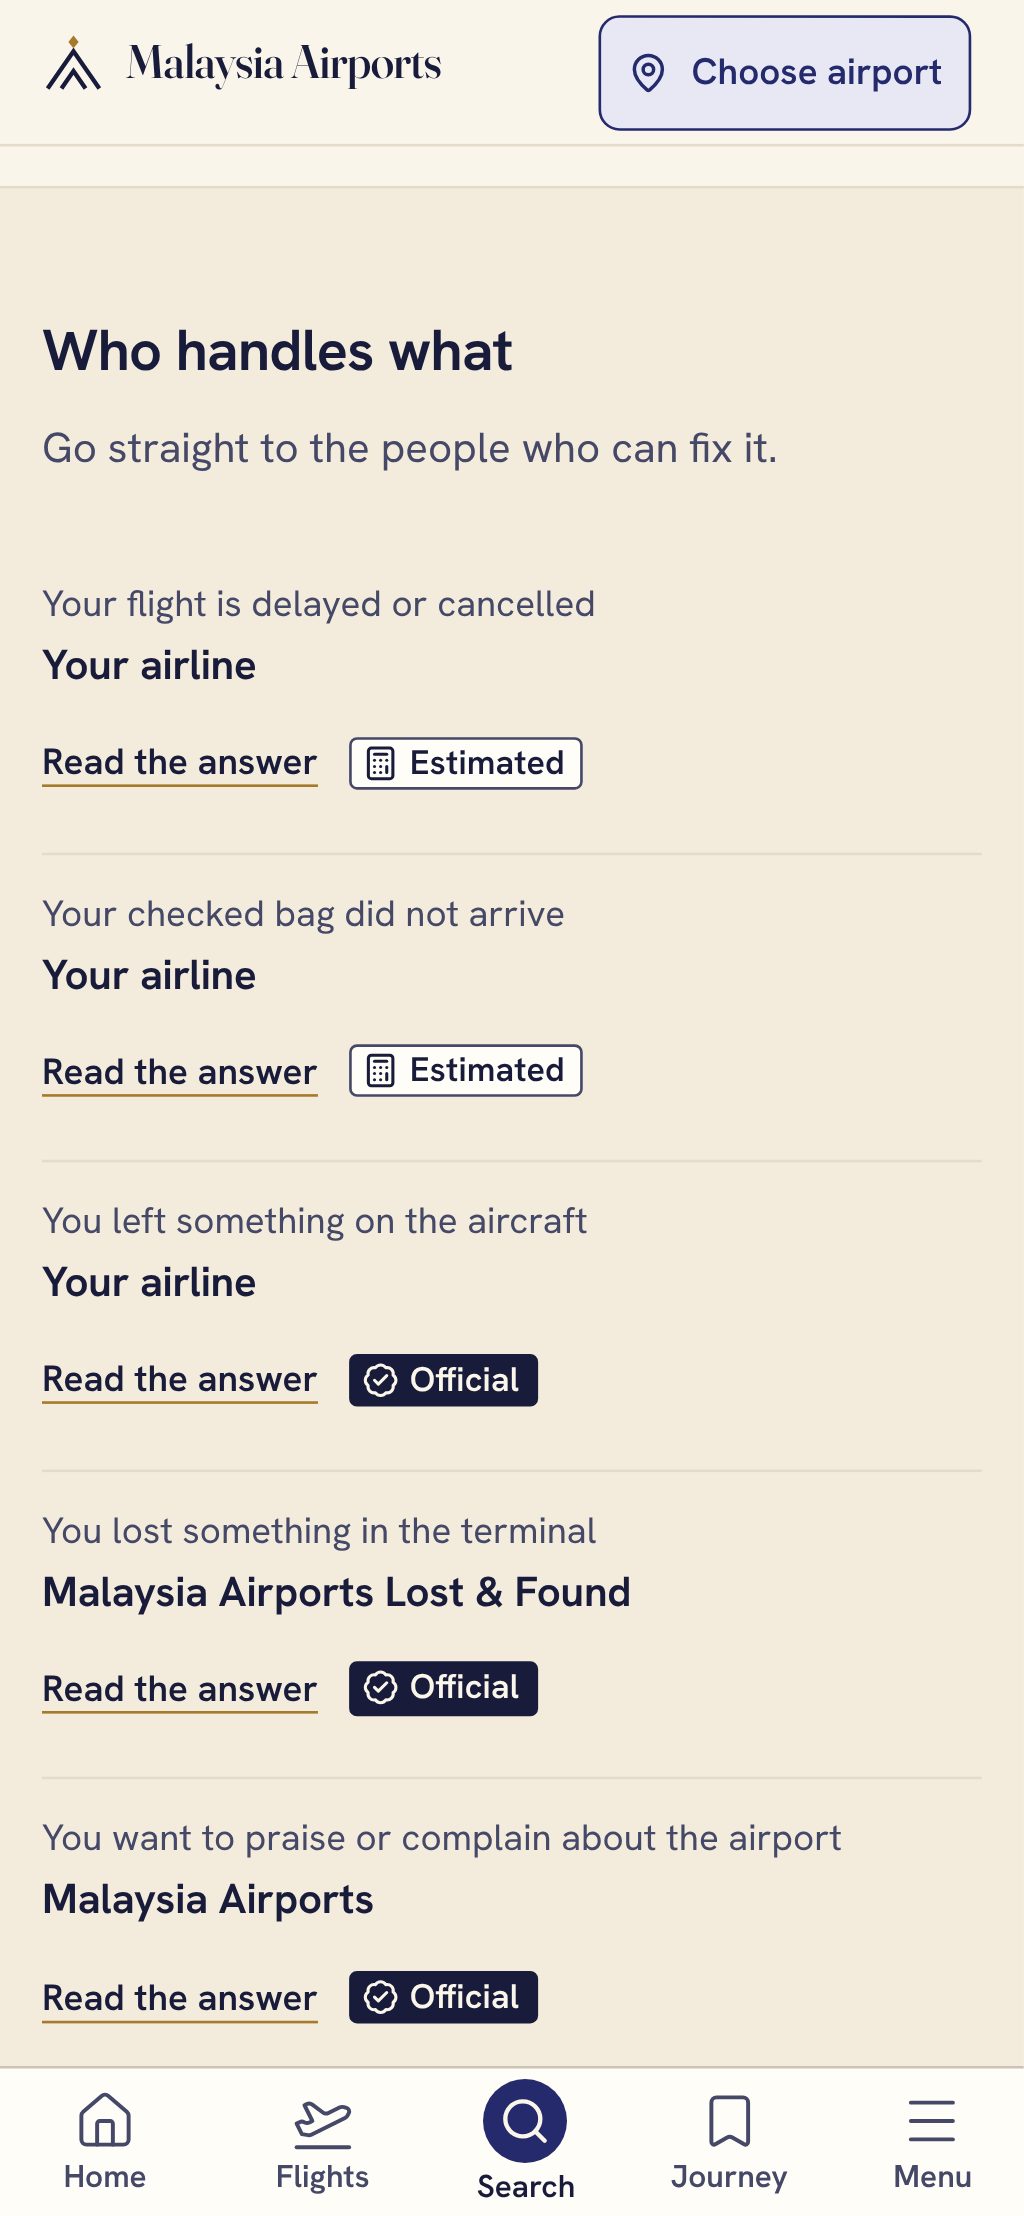 Malaysia Airports
Choose airport
Who handles what
Go straight to the people who can fix it.
Your flight is delayed or cancelled
Your airline
Read the answer
Estimated
Your checked bag did not arrive
Your airline
Read the answer
Estimated
You left something on the aircraft
Your airline
Read the answer
Official
You lost something in the terminal
Malaysia Airports Lost & Found
Read the answer
Official
You want to praise or complain about the airport
Malaysia Airports
Read the answer
Official
Home
Flights
Search
Journey
Menu